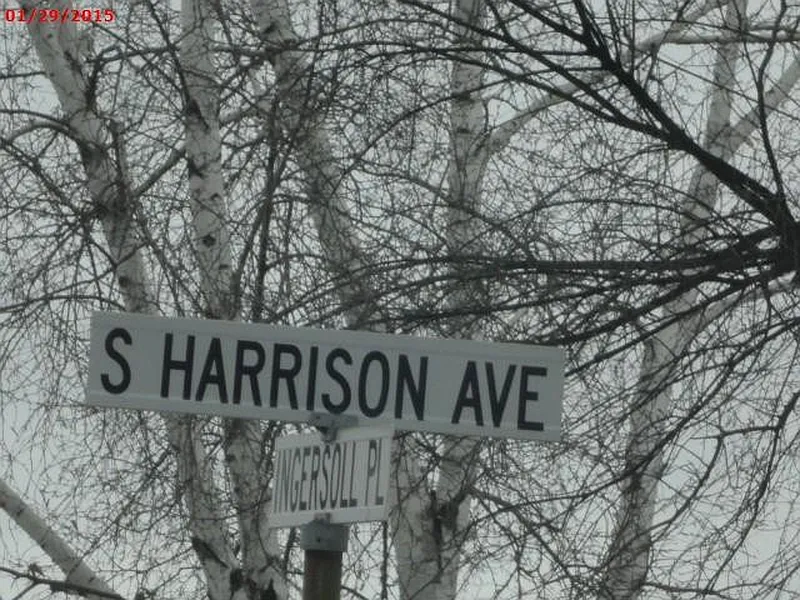 01/29/2015
S HARRISON AVE
INGERSOLL PL